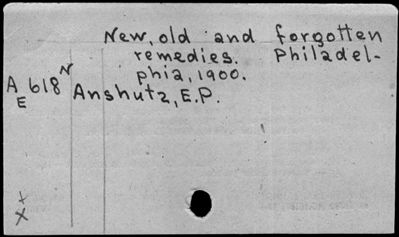 New, old and forgotten
remedies. Philadel-
phia, 1900.
A 618 N
E
Anshutz, E.P.
x
x